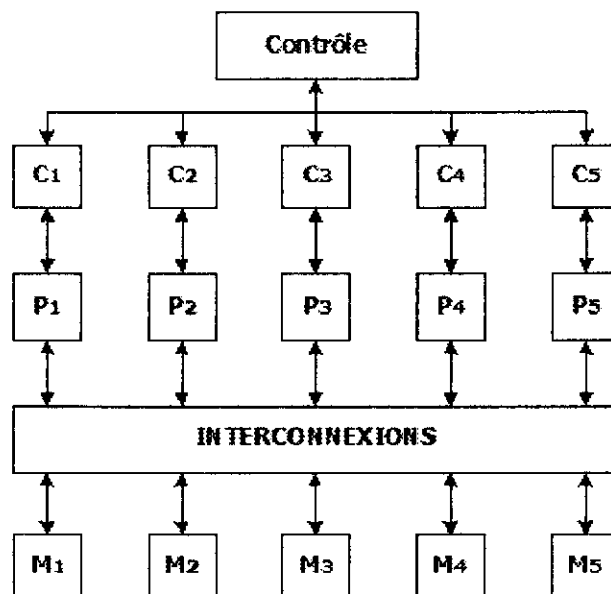 Contrôle
C1 C2 C3 C4 C5
P1 P2 P3 P4 P5
INTERCONNEXIONS
M1 M2 M3 M4 M5